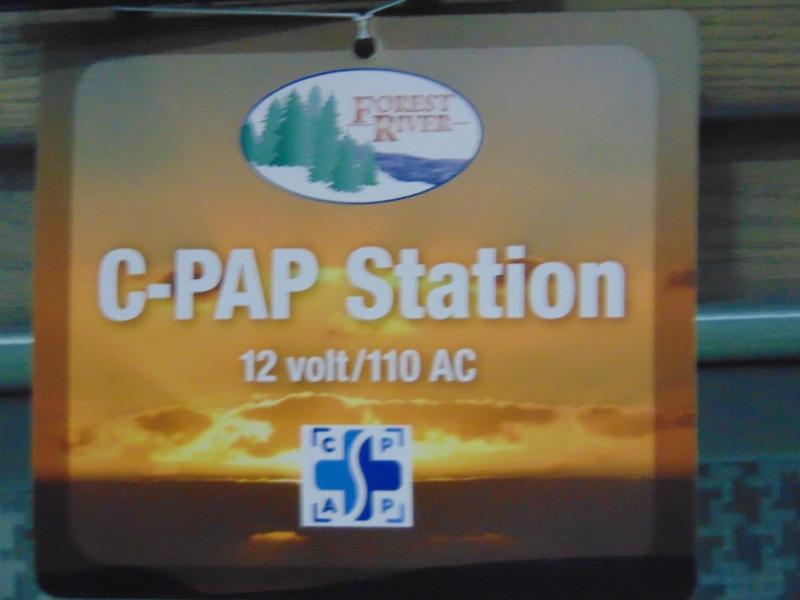 FOREST
RIVER
C-PAP Station
12 volt/110 AC
C P
A P